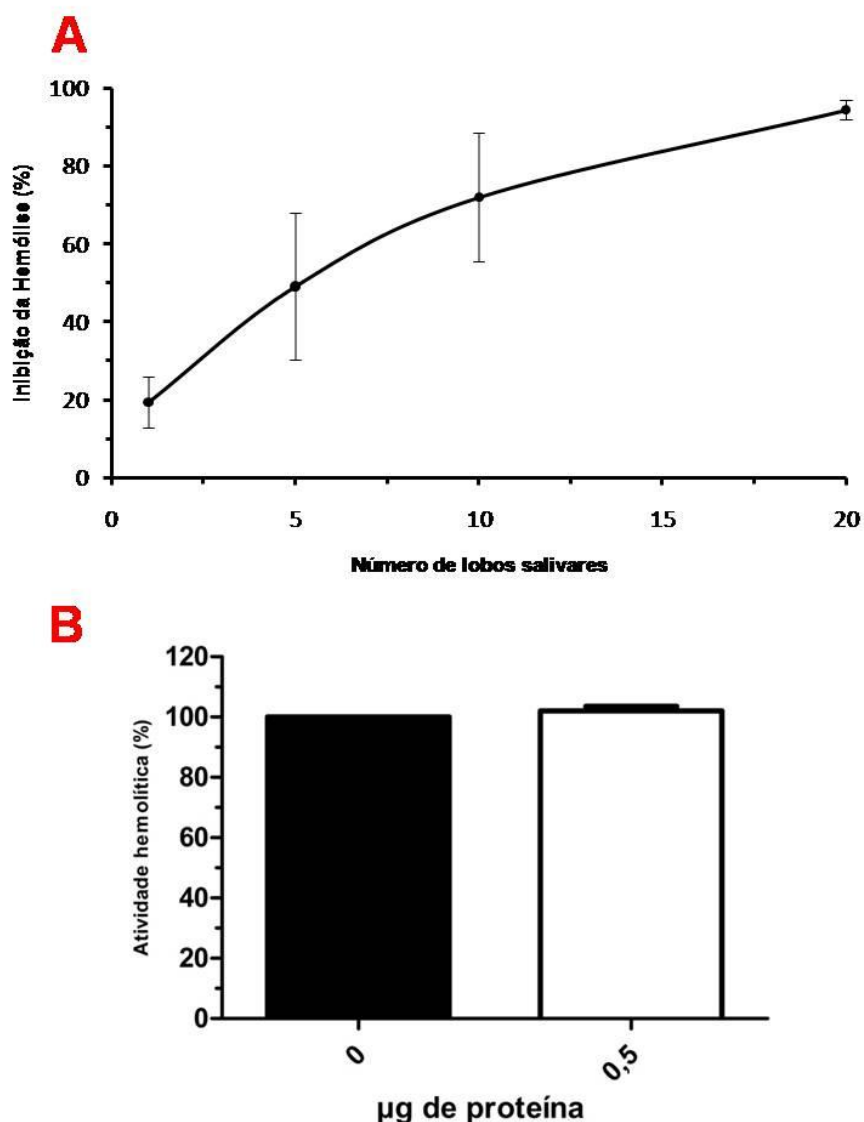 A
Inibição da Hemólise (%)
100
80
60
40
20
0
0 5 10 15 20
Número de lobos salivares
B
Atividade hemolítica (%)
120
100
80
60
40
20
0
0 0,5
µg de proteína